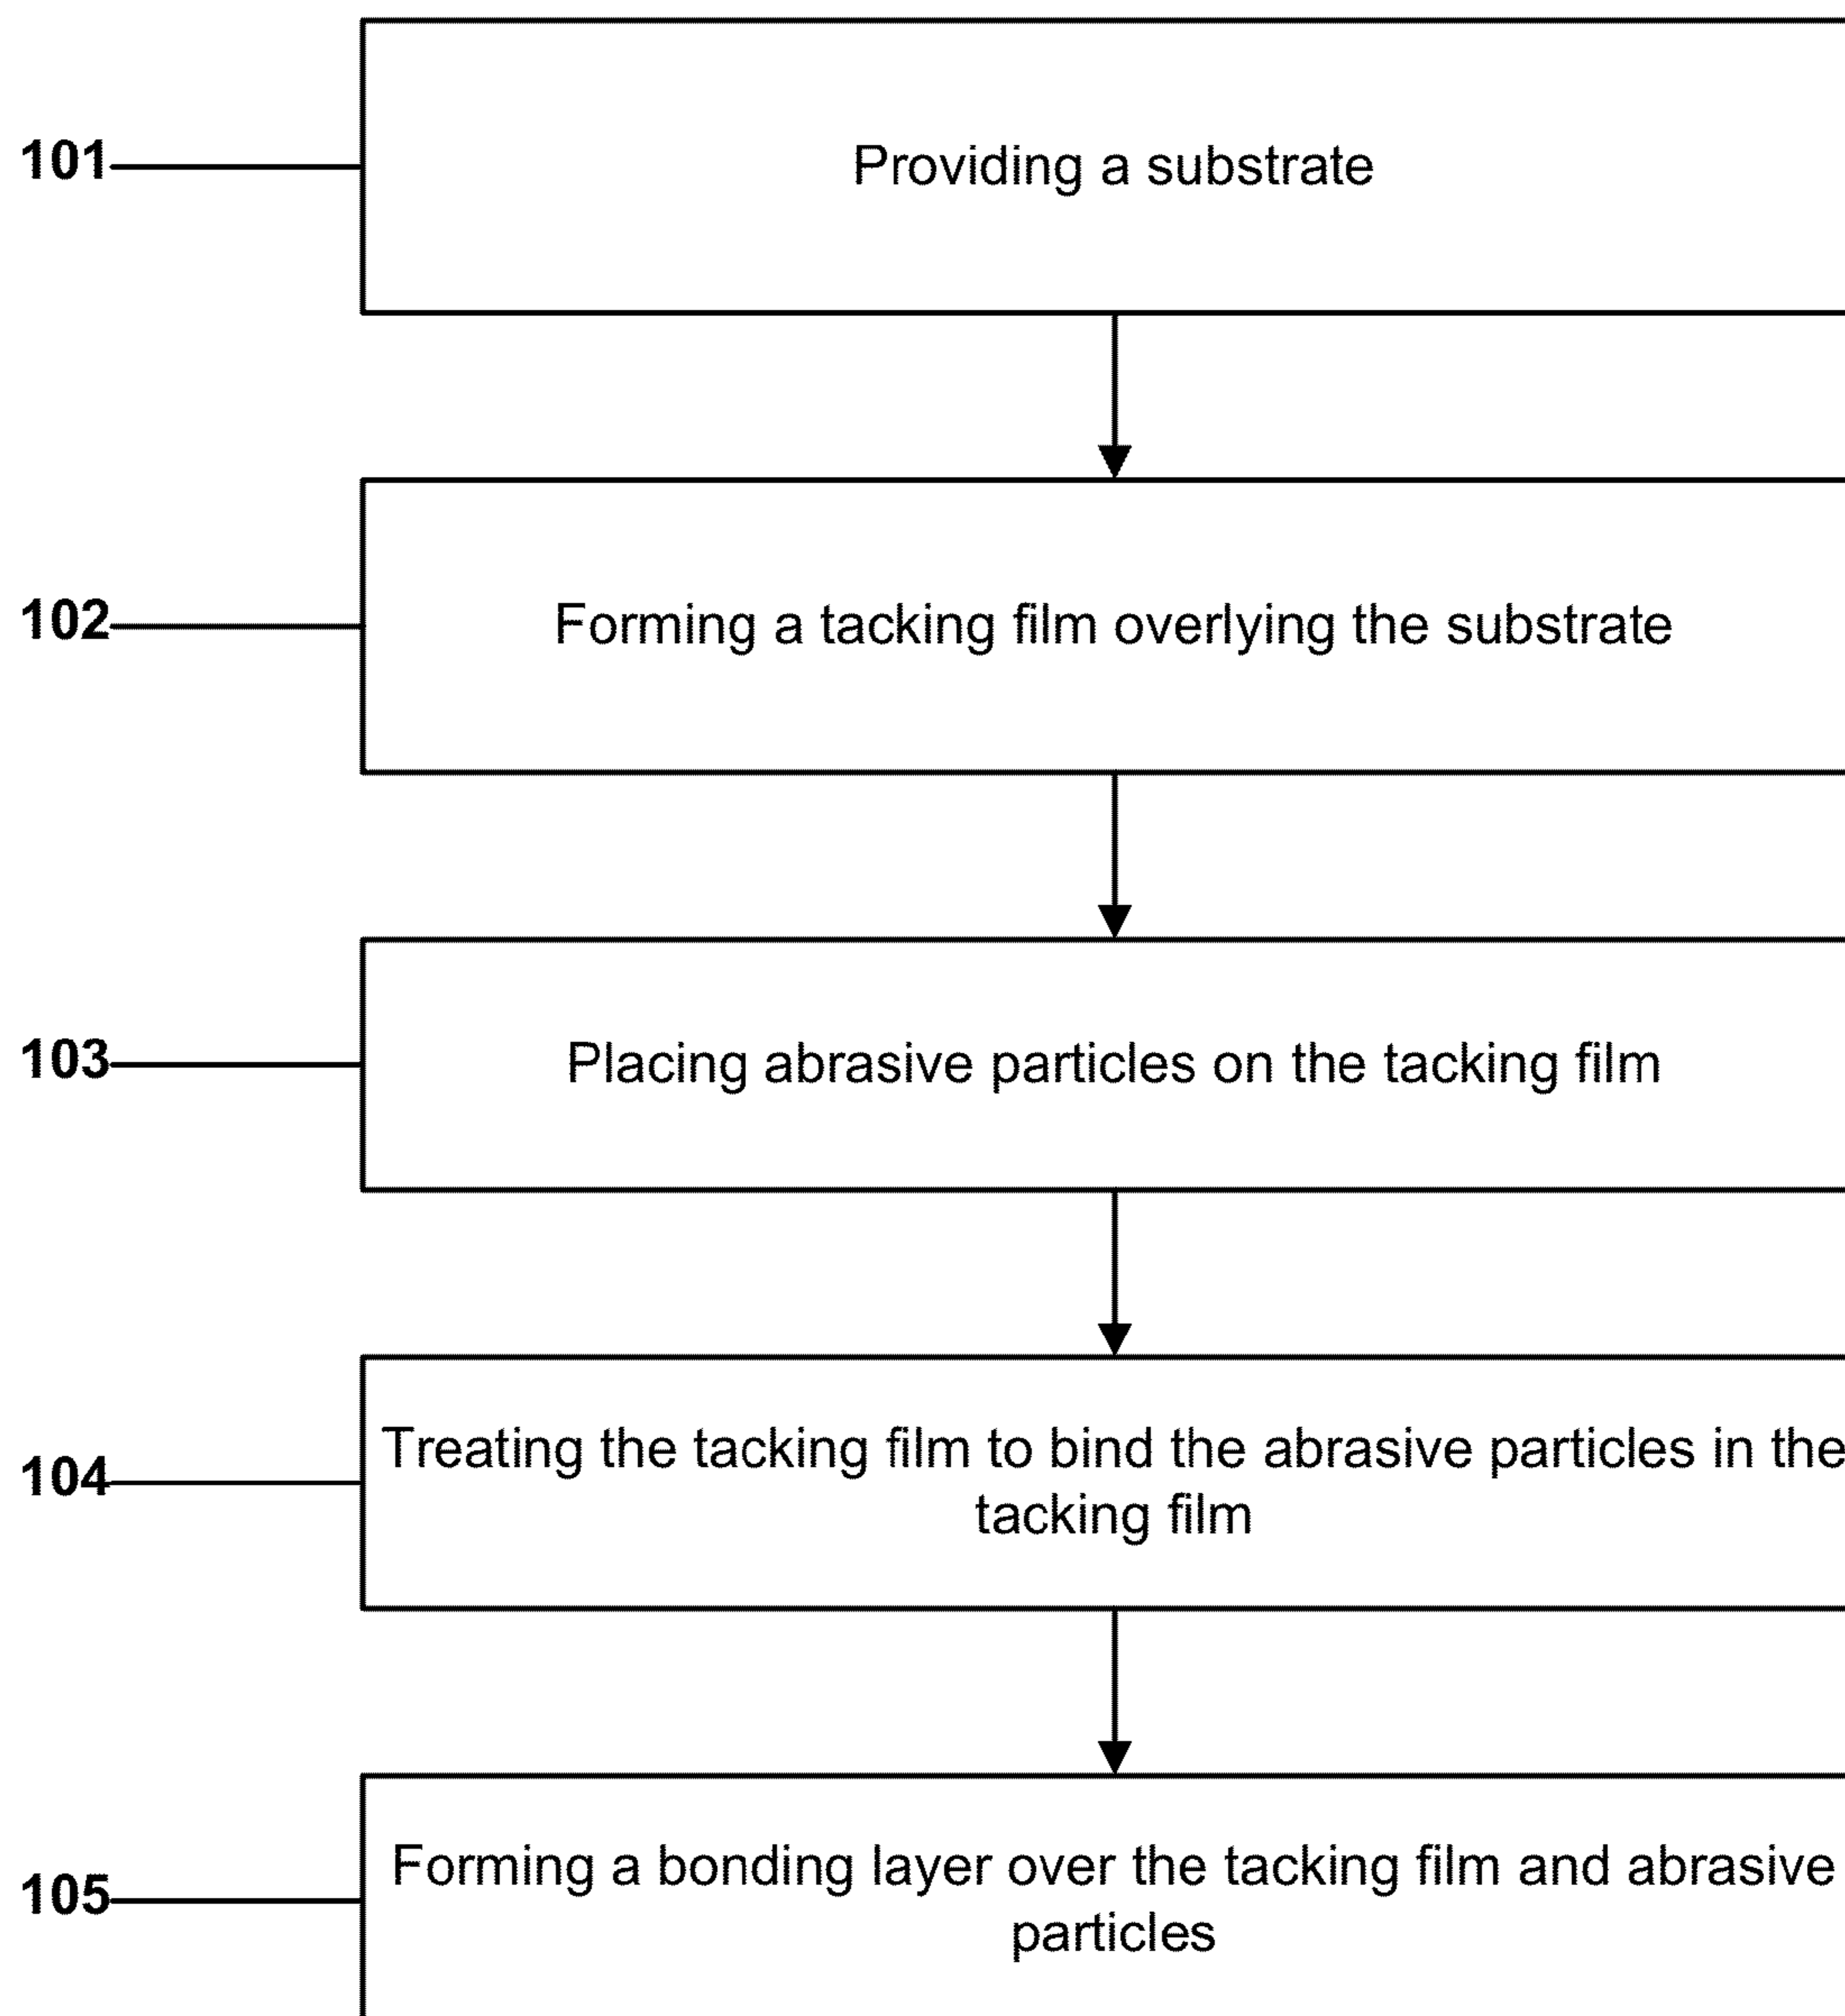 101
Providing a substrate
102
Forming a tacking film overlying the substrate
103
Placing abrasive particles on the tacking film
104
Treating the tacking film to bind the abrasive particles in the
tacking film
105
Forming a bonding layer over the tacking film and abrasive
particles